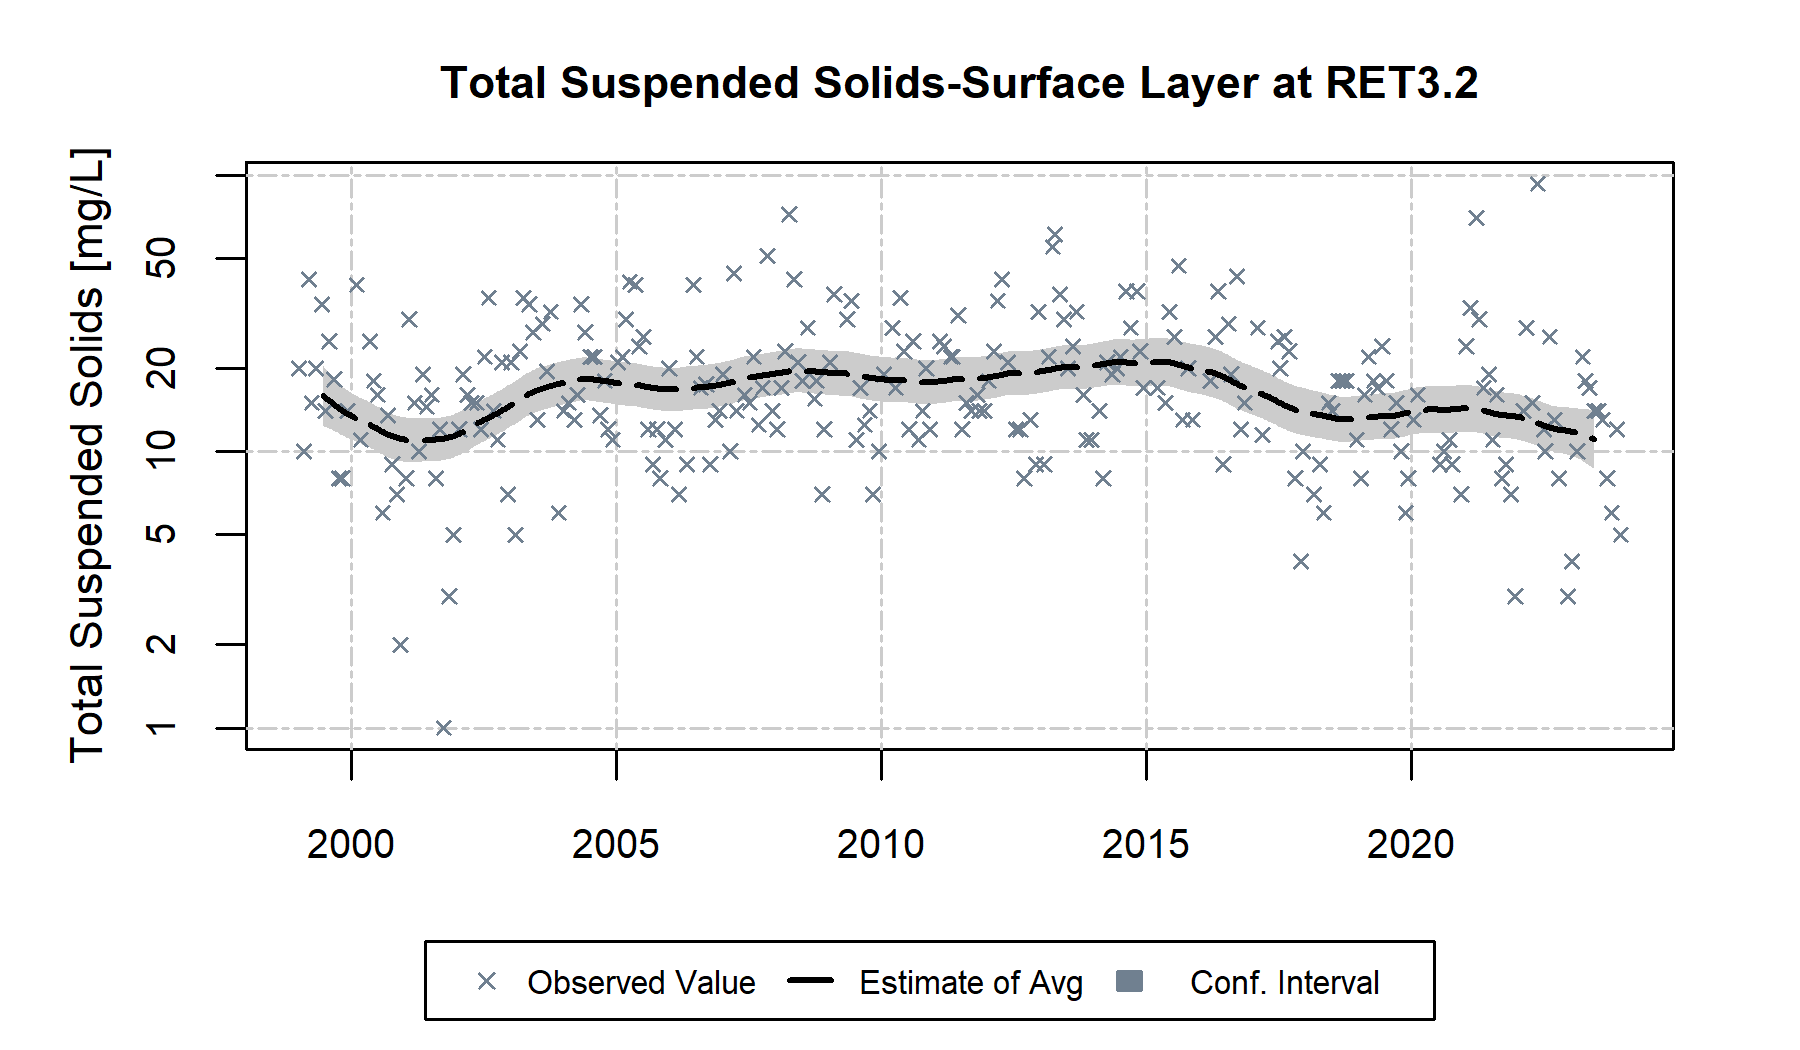 Total Suspended Solids-Surface Layer at RET3.2
Total Suspended Solids [mg/L]
50
20
10
5
2
1
2000 2005 2010 2015 2020
Observed Value Estimate of Avg Conf. Interval